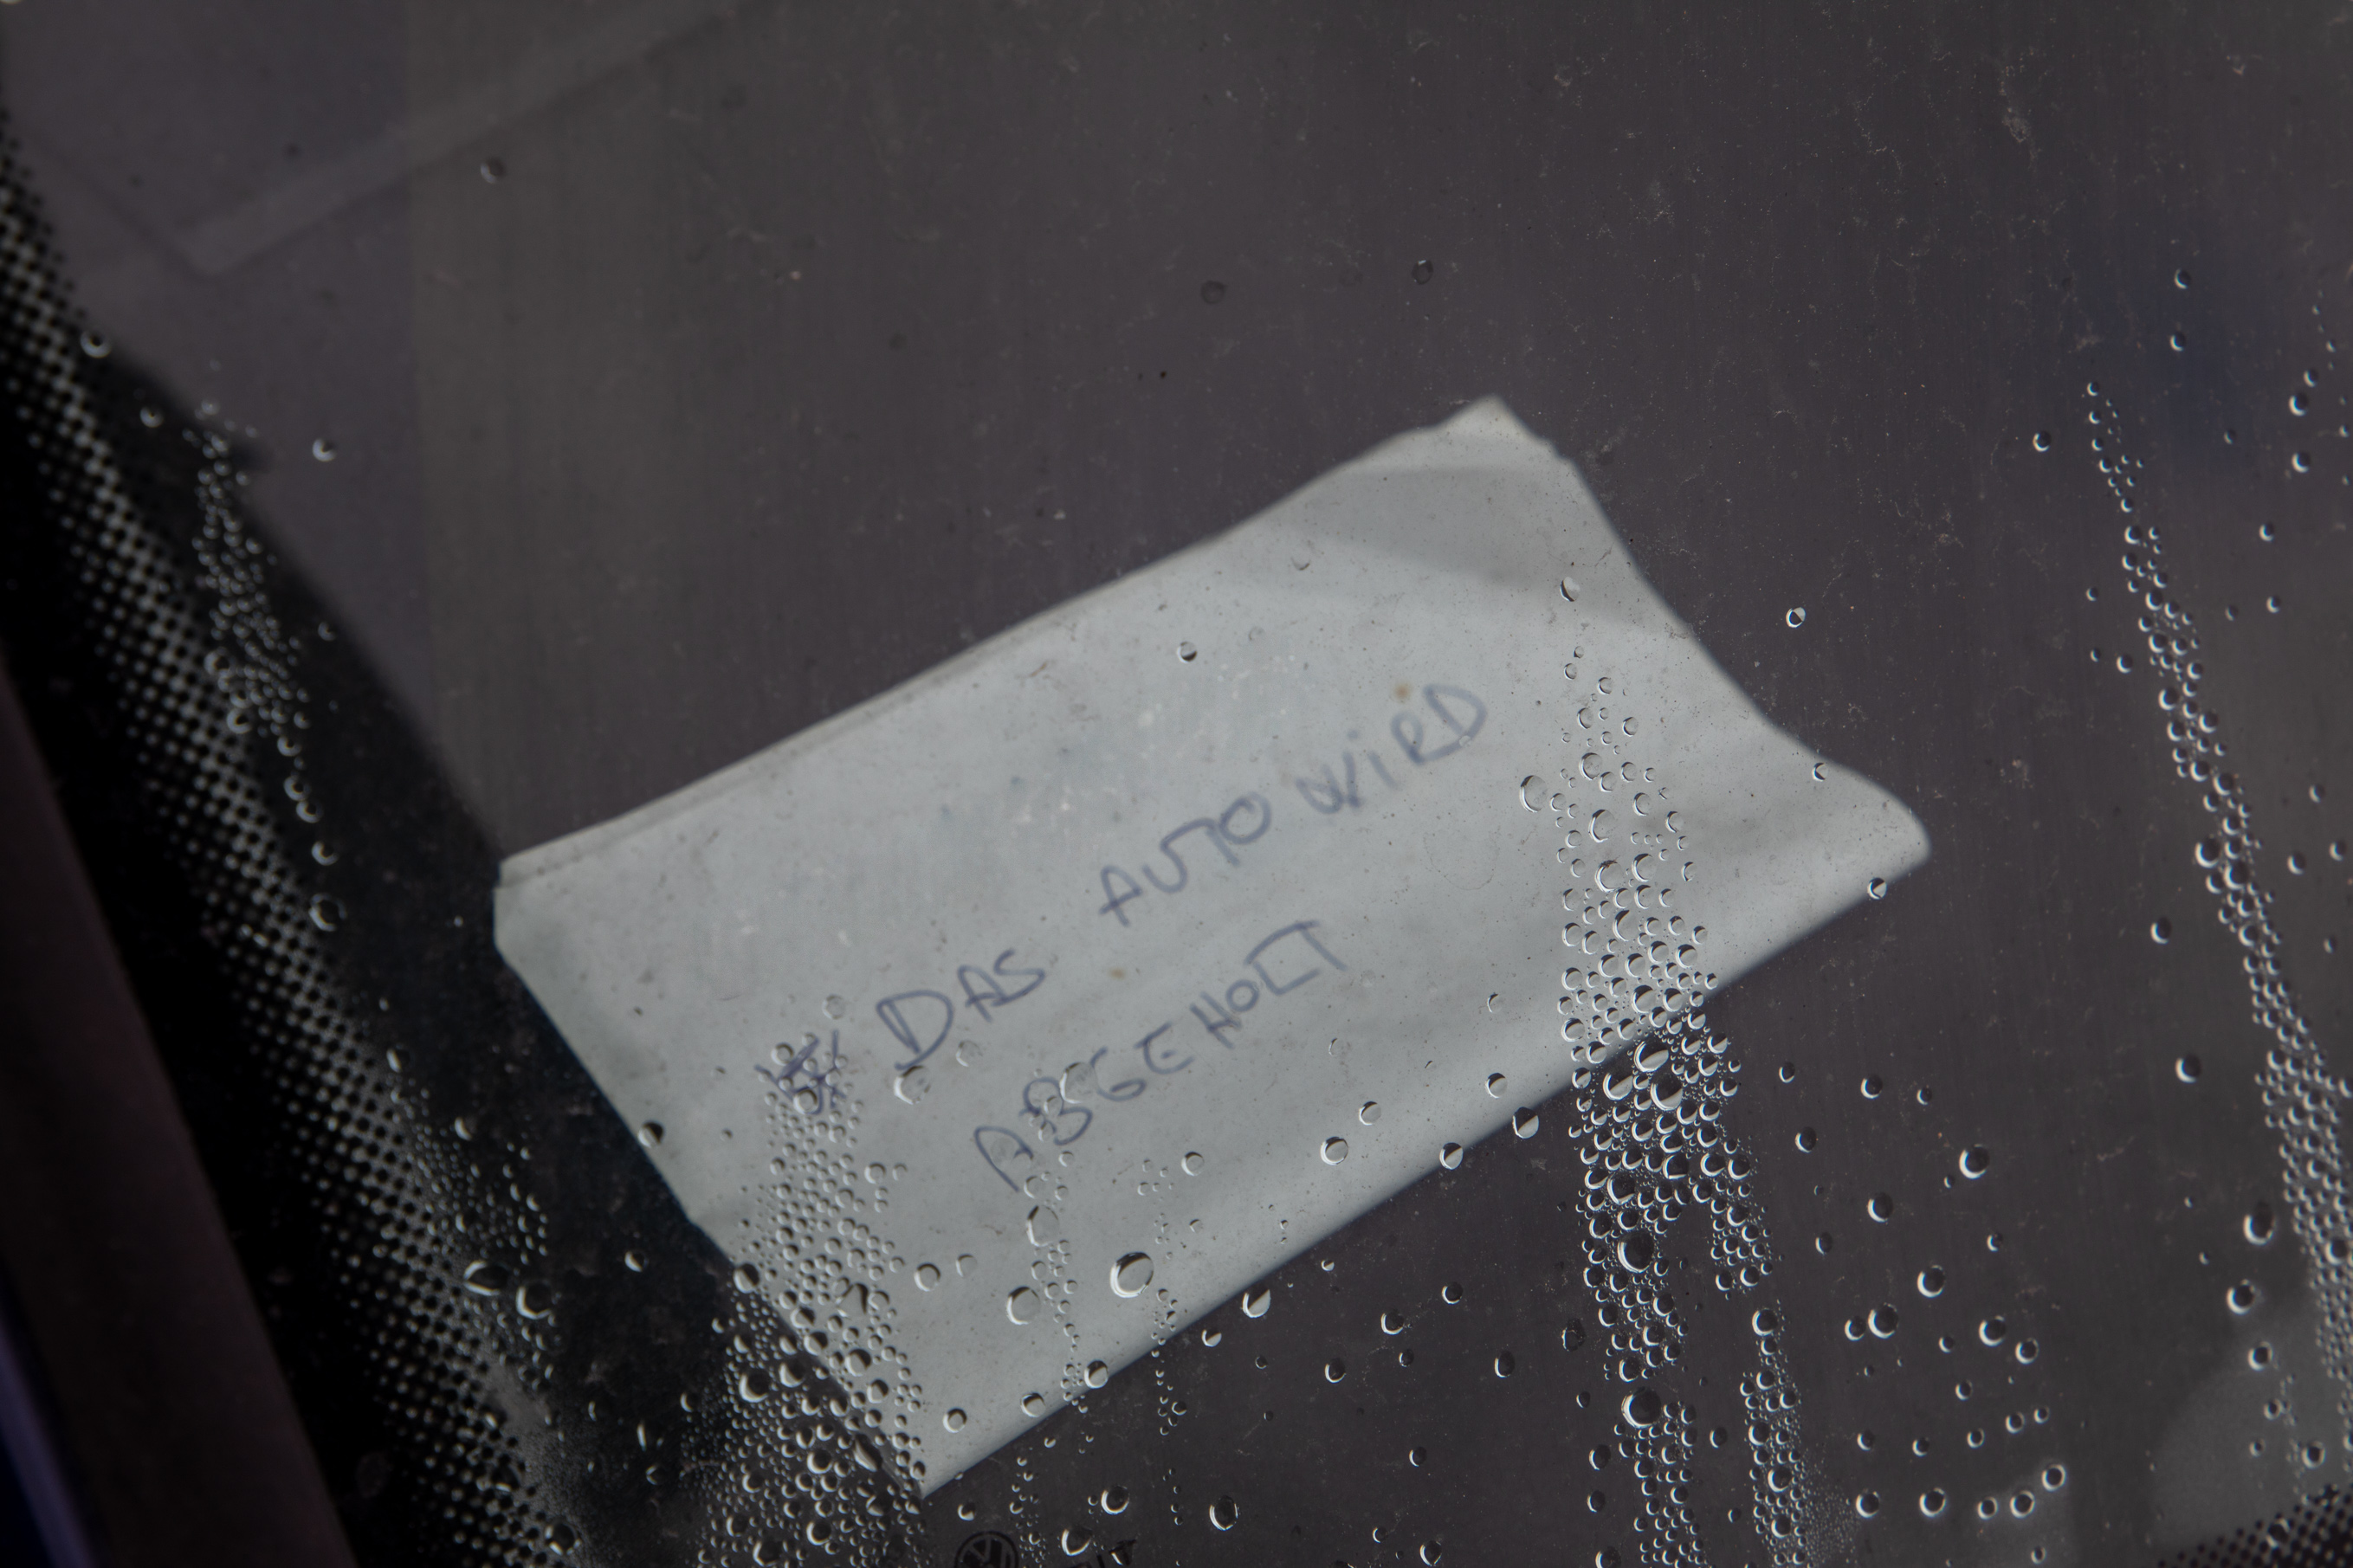 * DAS AUTO WIRD
ABGEHOLT